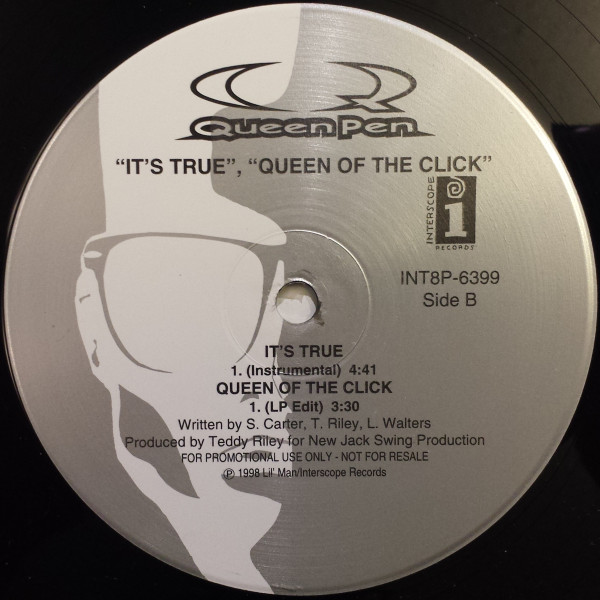 Queen Pen
"IT'S TRUE", "QUEEN OF THE CLICK"
INTERSCOPE
i
RECORDS
INT8P-6399
Side B
IT'S TRUE
1. (Instrumental) 4:41
QUEEN OF THE CLICK
1. (LP Edit) 3:30
Written by S. Carter, T. Riley, L. Walters
Produced by Teddy Riley for New Jack Swing Production
FOR PROMOTIONAL USE ONLY - NOT FOR RESALE
℗ 1998 Lil' Man/Interscope Records